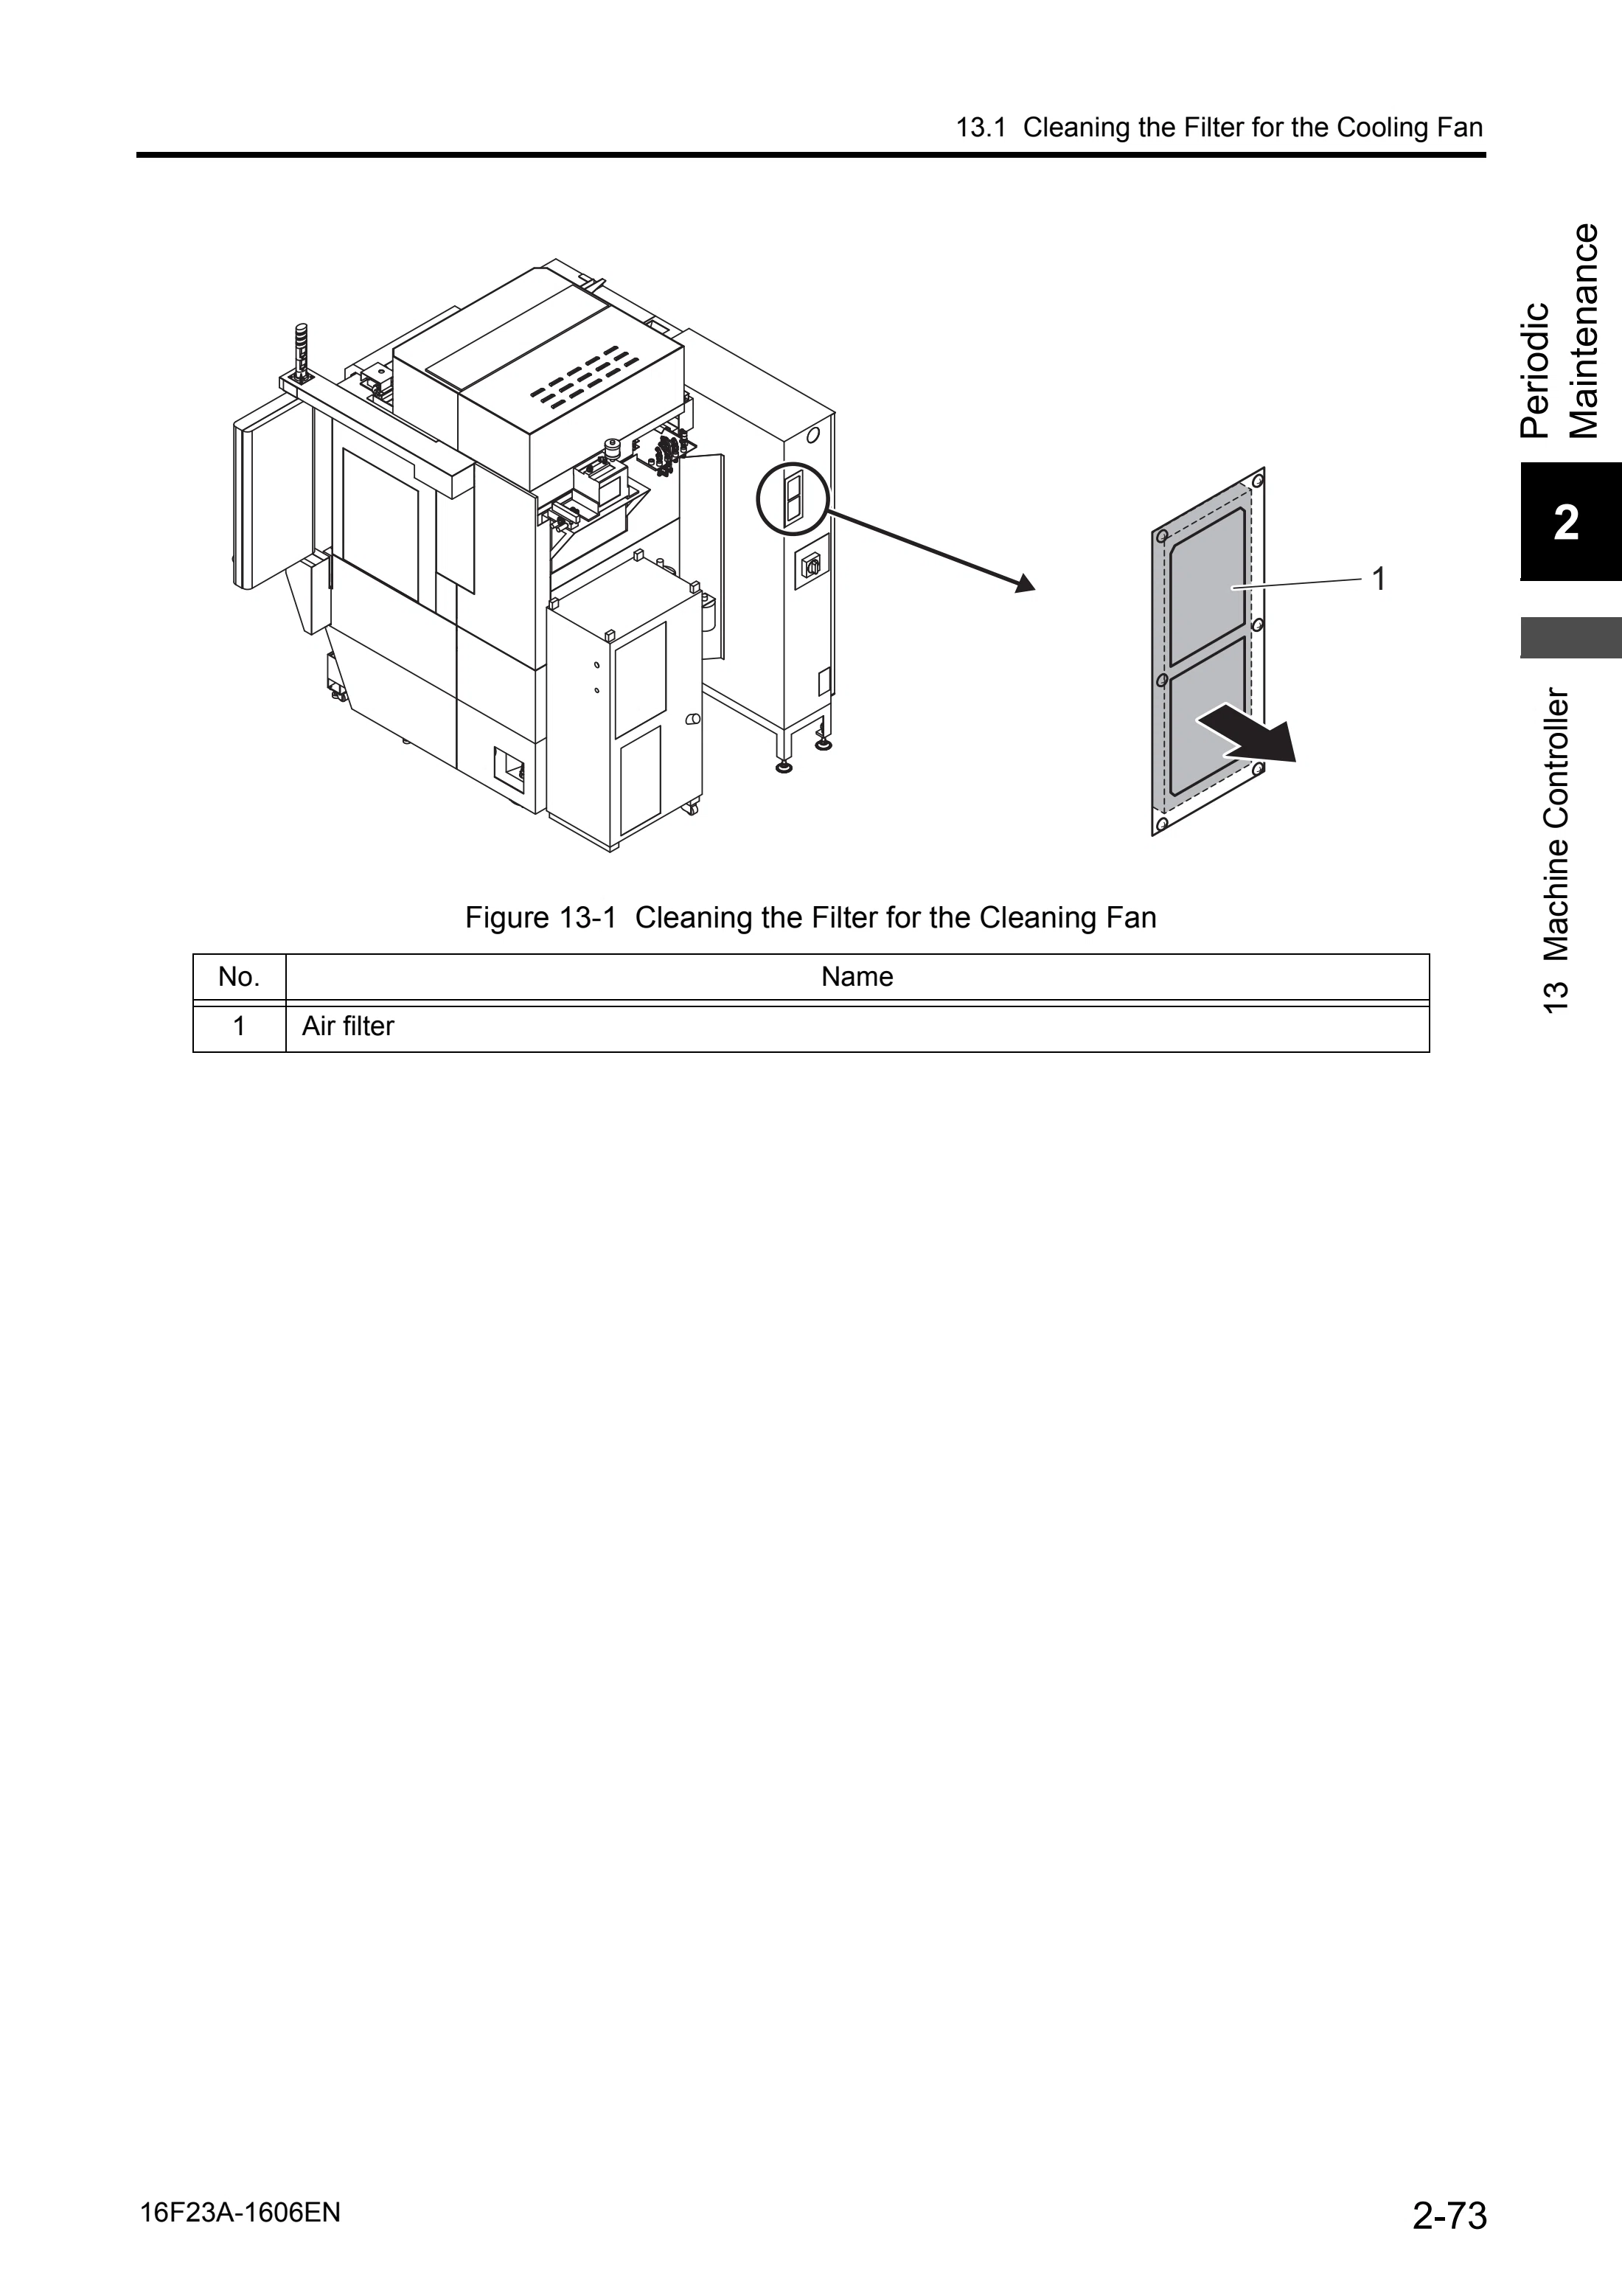 13.1 Cleaning the Filter for the Cooling Fan
Periodic
Maintenance
2
13 Machine Controller
1
Figure 13-1 Cleaning the Filter for the Cleaning Fan
No. Name
1 Air filter
16F23A-1606EN
2-73